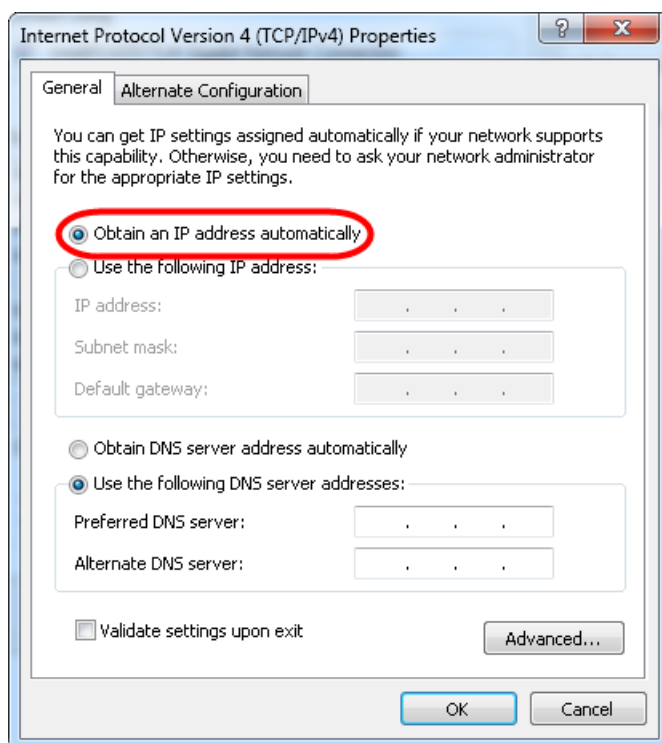 Internet Protocol Version 4 (TCP/IPv4) Properties
General
Alternate Configuration
You can get IP settings assigned automatically if your network supports
this capability. Otherwise, you need to ask your network administrator
for the appropriate IP settings.
Obtain an IP address automatically
Use the following IP address:
IP address:
Subnet mask:
Default gateway:
Obtain DNS server address automatically
Use the following DNS server addresses:
Preferred DNS server:
Alternate DNS server:
Validate settings upon exit
Advanced...
OK
Cancel